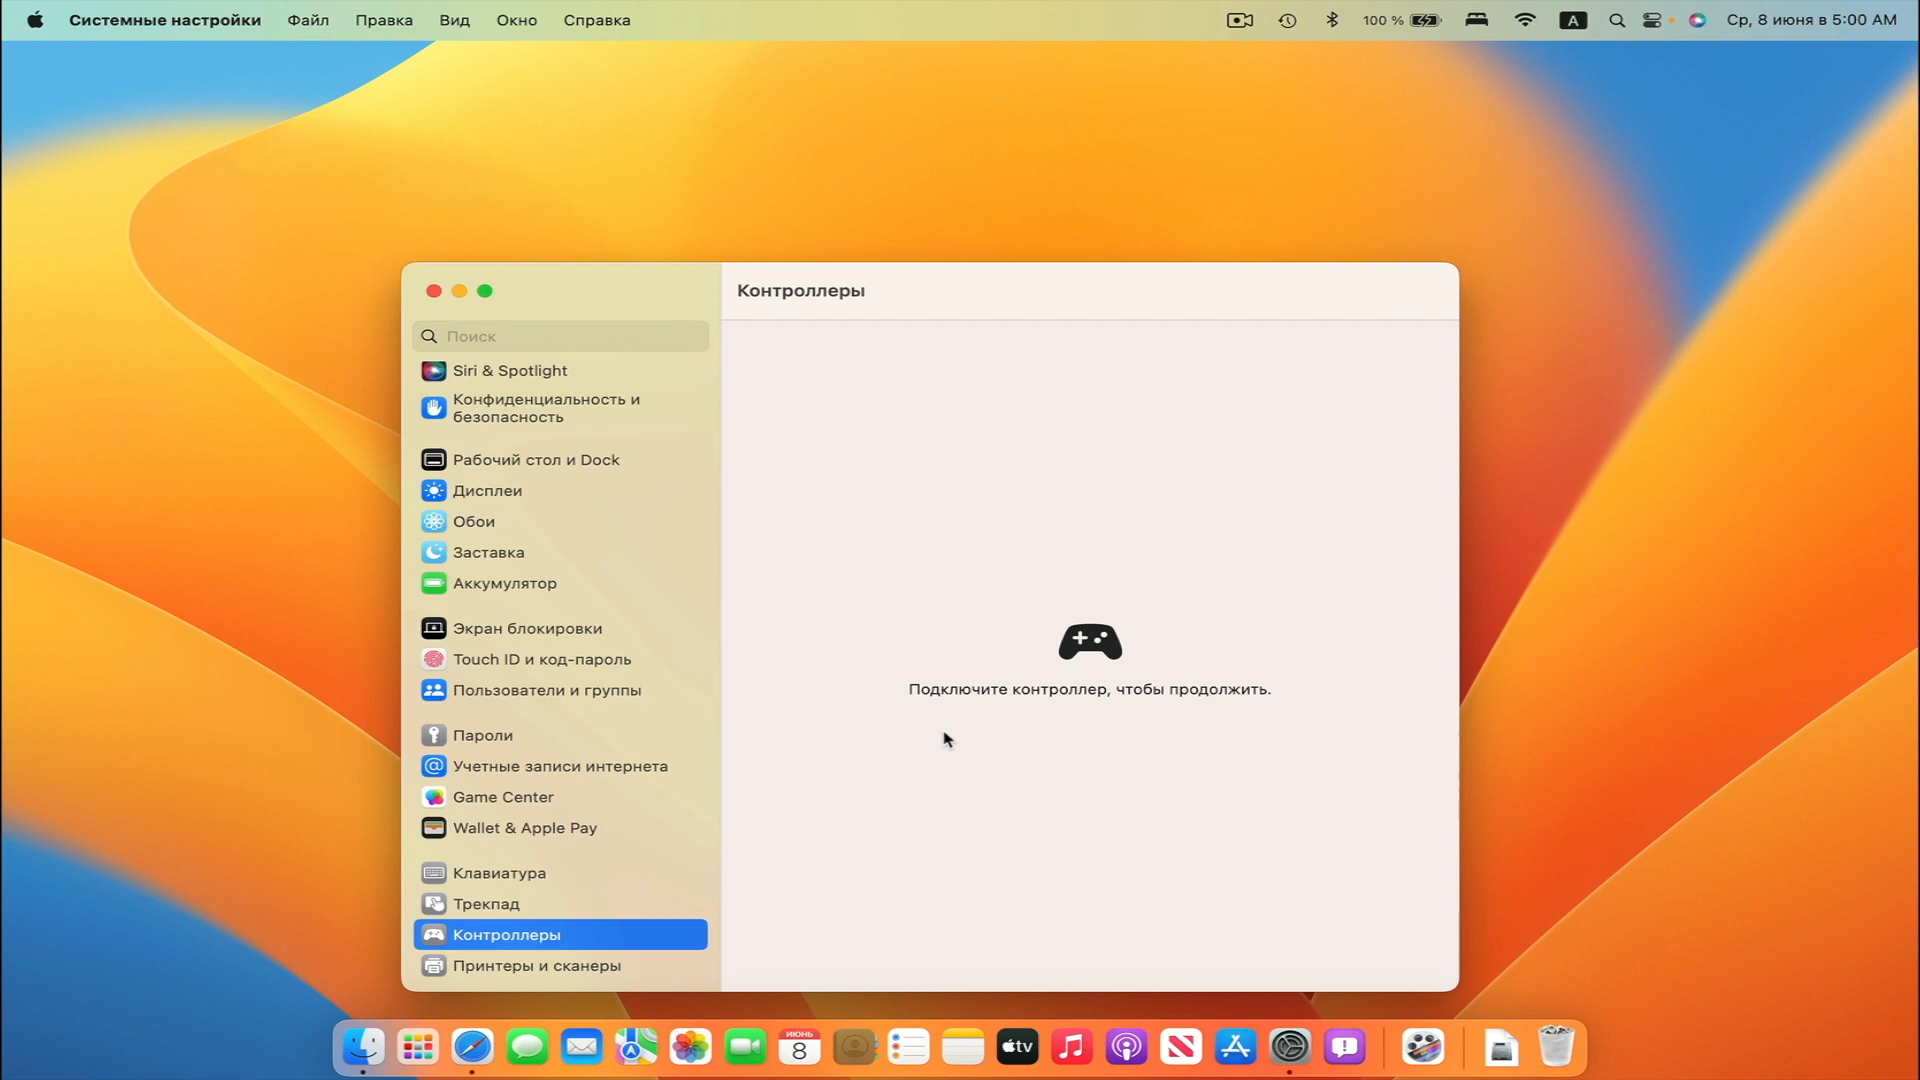 Системные настройки Файл Правка Вид Окно Справка 100 % A Ср, 8 июня в 5:00 AM
Контроллеры
Поиск
Siri & Spotlight
Конфиденциальность и
безопасность
Рабочий стол и Dock
Дисплеи
Обои
Заставка
Аккумулятор
Экран блокировки
Touch ID и код-пароль
Пользователи и группы
Пароли
Учетные записи интернета
Game Center
Wallet & Apple Pay
Клавиатура
Трекпад
Контроллеры
Принтеры и сканеры
Подключите контроллер, чтобы продолжить.
ИЮНЬ
8
tv